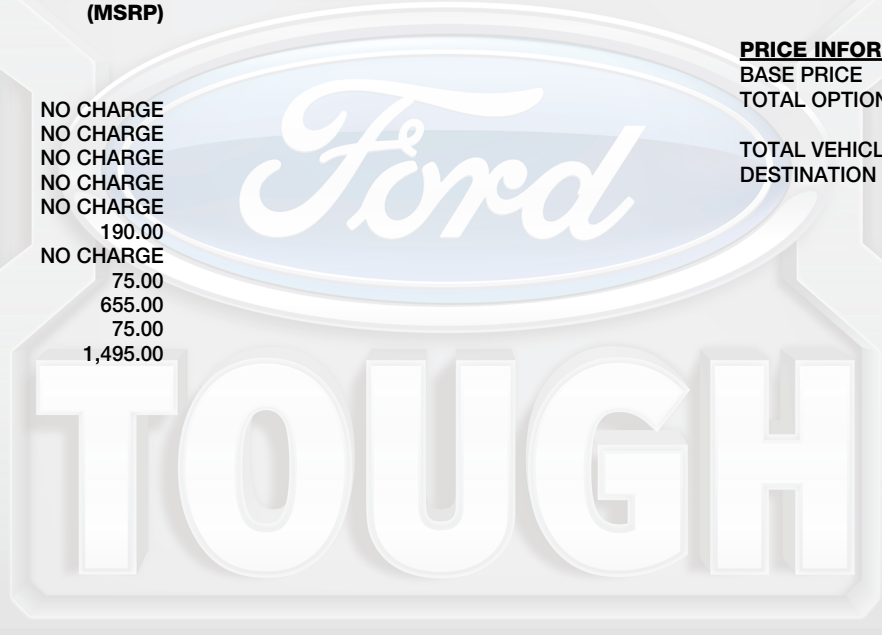 (MSRP)
NO CHARGE
NO CHARGE
NO CHARGE
NO CHARGE
NO CHARGE
190.00
NO CHARGE
75.00
655.00
75.00
1,495.00
PRICE INFOR
BASE PRICE
TOTAL OPTION
TOTAL VEHICL
DESTINATION
Ford
TOUGH